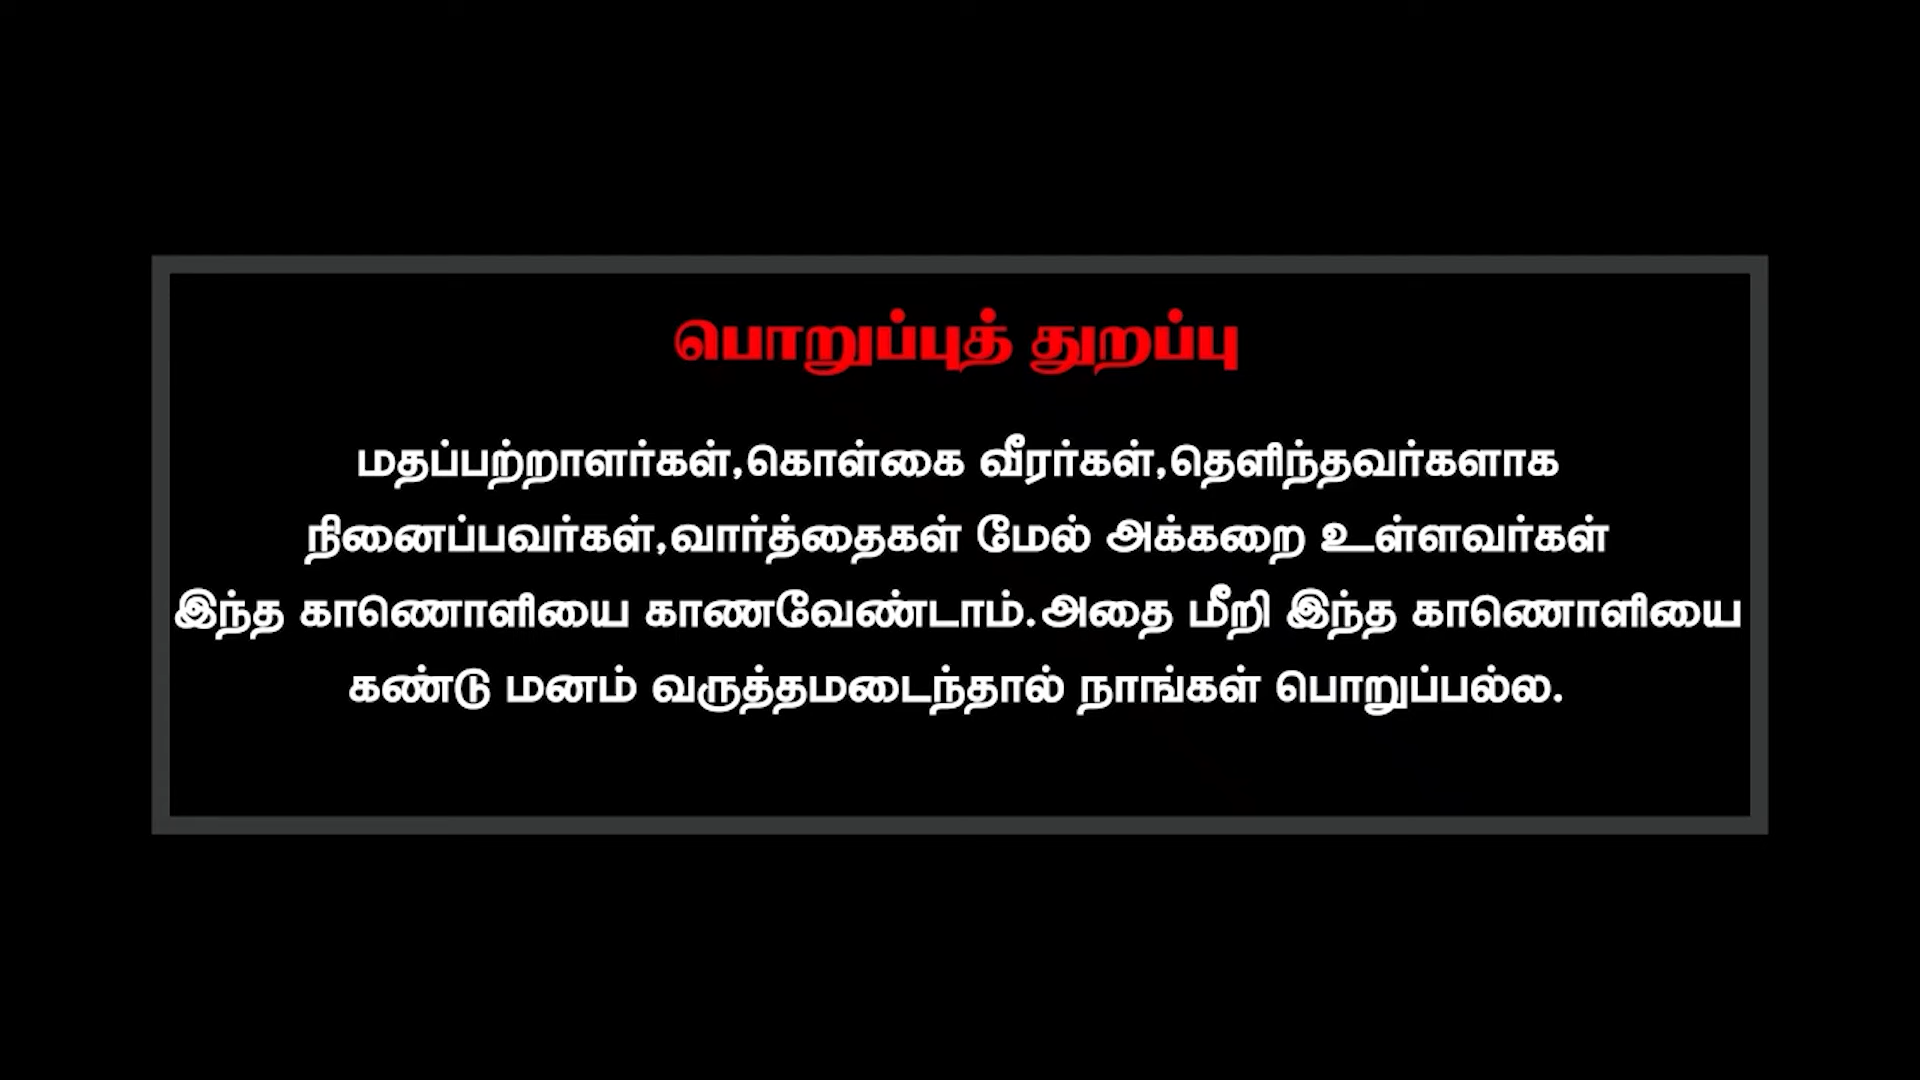 பொறுப்புத் துறப்பு
மதப்பற்றாளர்கள்,கொள்கை வீரர்கள்,தெளிந்தவர்களாக
நினைப்பவர்கள்,வார்த்தைகள் மேல் அக்கறை உள்ளவர்கள்
இந்த காணொளியை காணவேண்டாம்.அதை மீறி இந்த காணொளியை
கண்டு மனம் வருத்தமடைந்தால் நாங்கள் பொறுப்பல்ல.